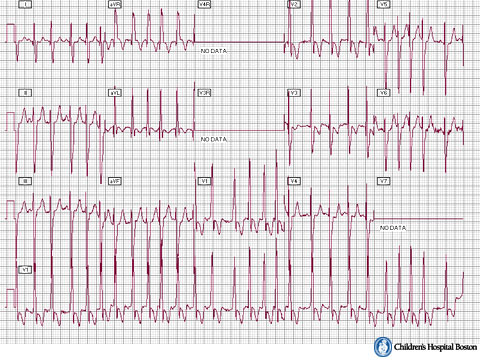 I aVR V4R V2 V5
NO DATA
II aVL V3R V3 V6
NO DATA
III aVF V1 V4 V7
NO DATA
V1
Children's Hospital Boston